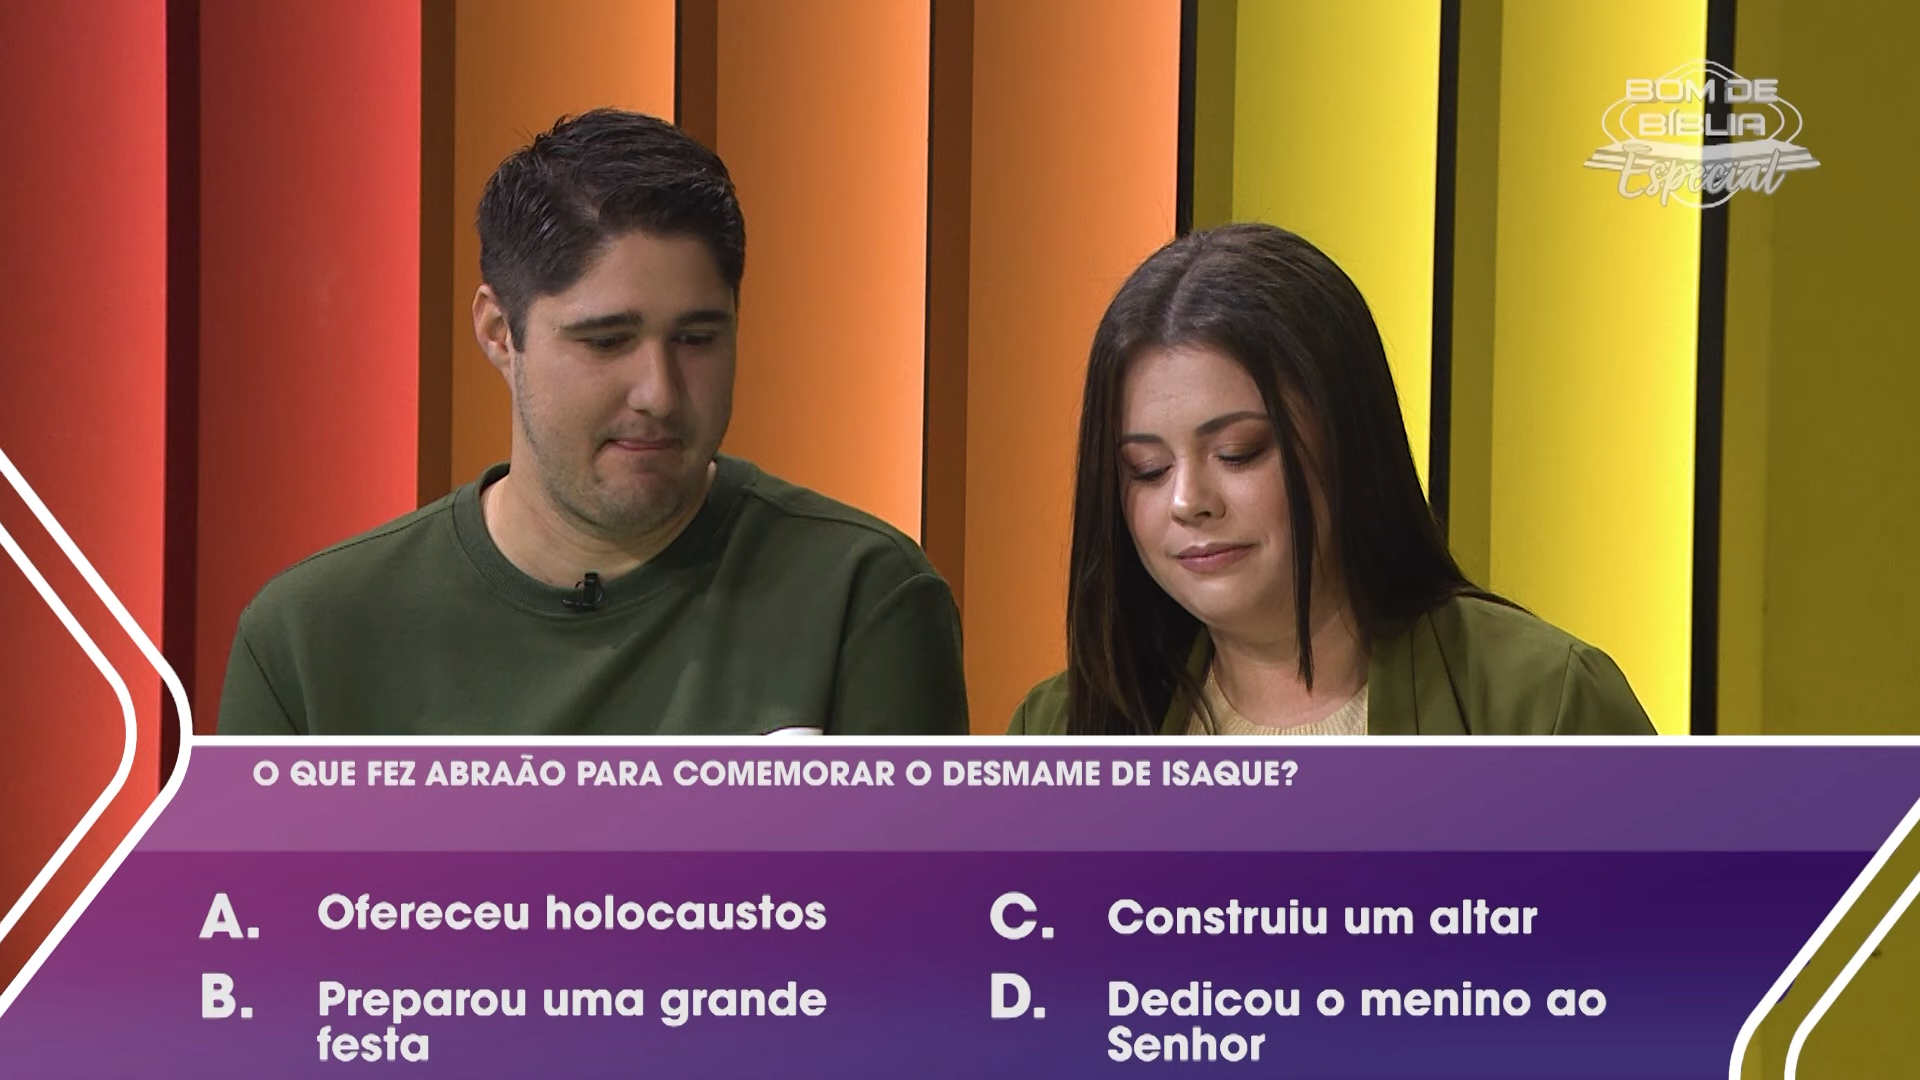 BOM DE
BÍBLIA
Especial
O QUE FEZ ABRAÃO PARA COMEMORAR O DESMAME DE ISAQUE?
A. Ofereceu holocaustos
B. Preparou uma grande
festa
C. Construiu um altar
D. Dedicou o menino ao
Senhor